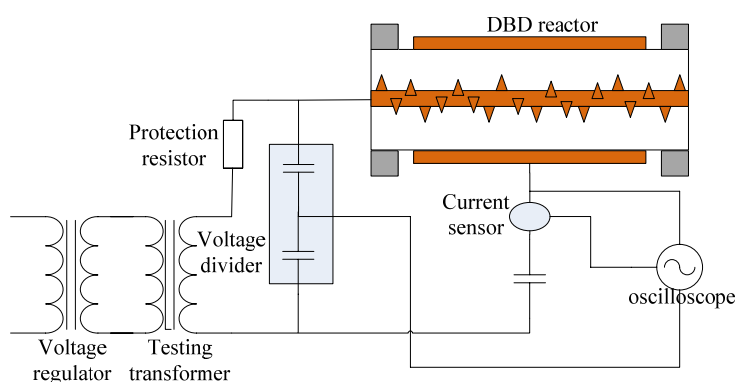 DBD reactor
Protection
resistor
Current
sensor
Voltage
divider
oscilloscope
Voltage
regulator
Testing
transformer